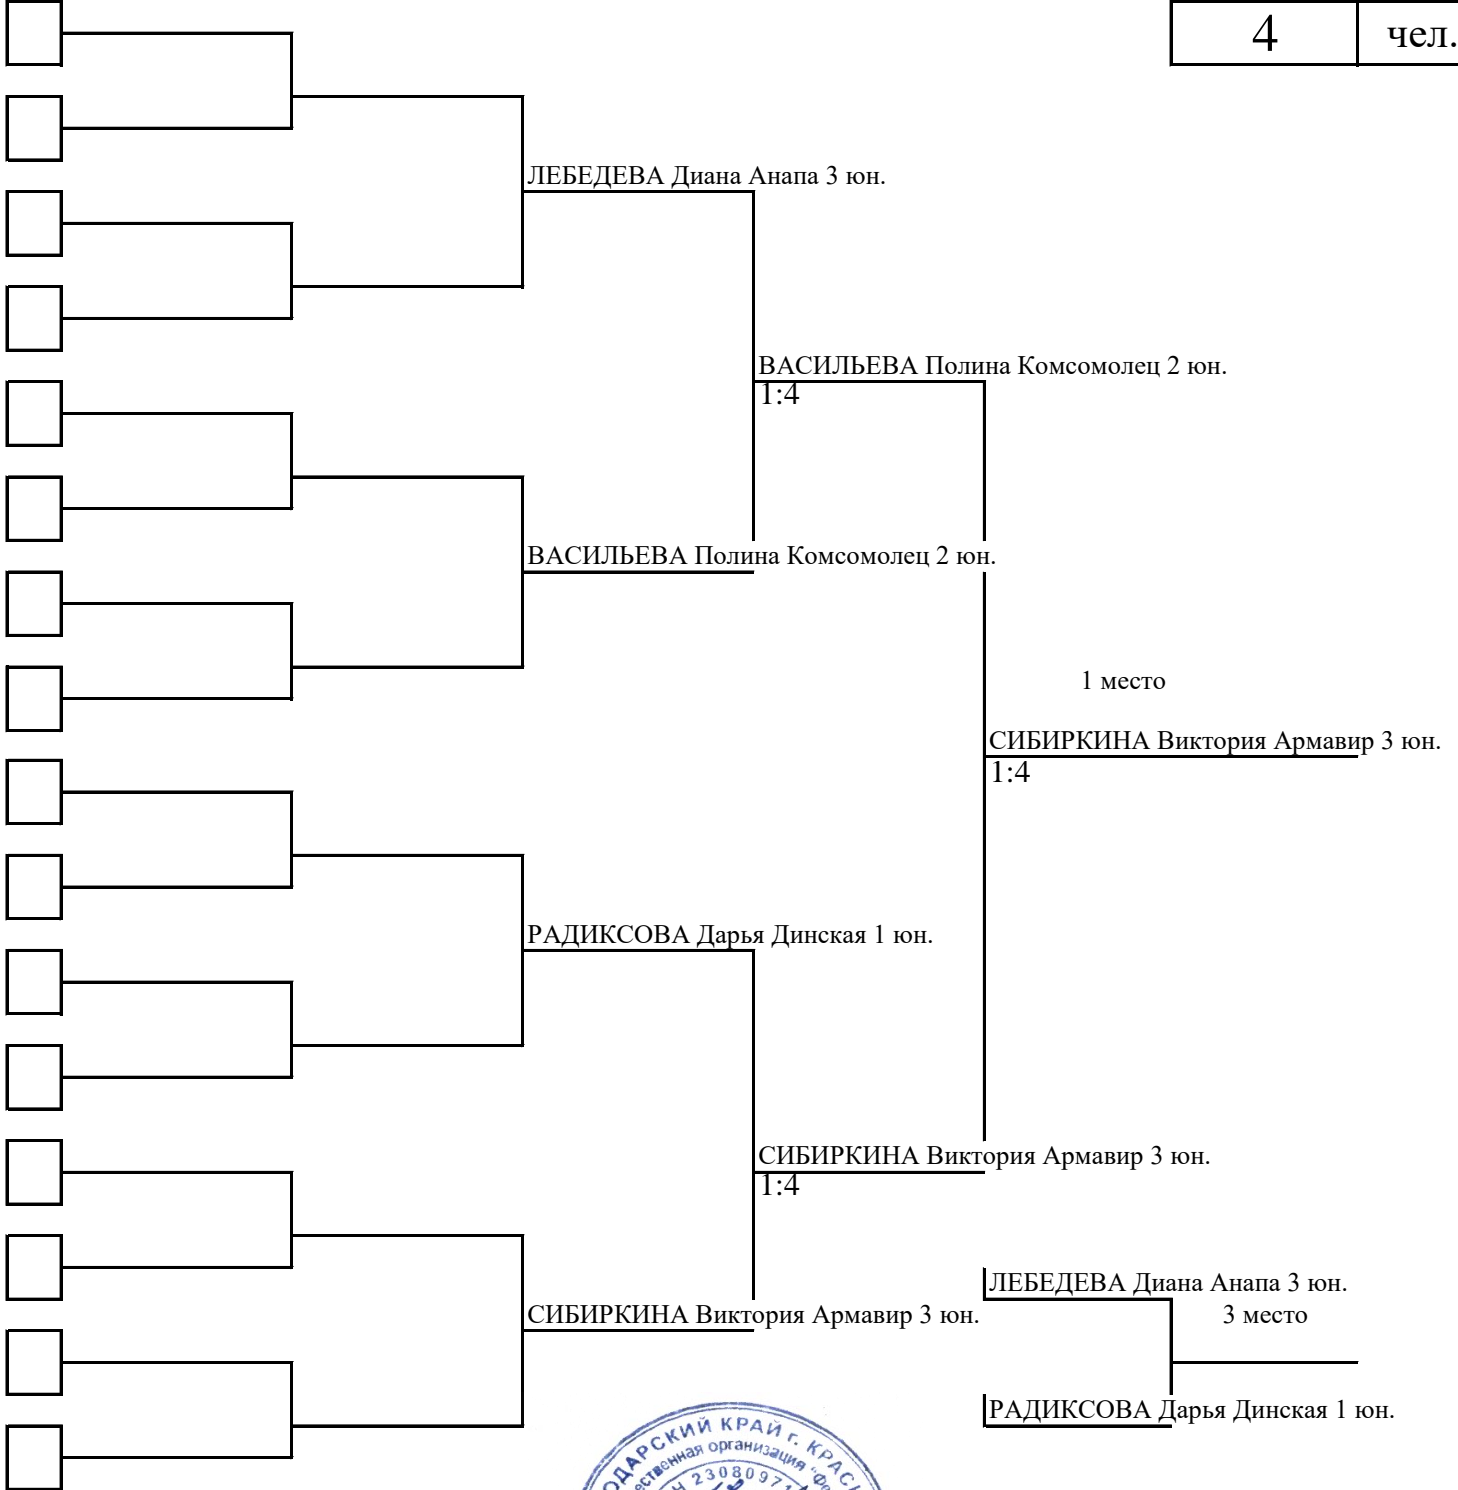 4 чел.
ЛЕБЕДЕВА Диана Анапа 3 юн.
ВАСИЛЬЕВА Полина Комсомолец 2 юн.
1:4
ВАСИЛЬЕВА Полина Комсомолец 2 юн.
1 место
СИБИРКИНА Виктория Армавир 3 юн.
1:4
РАДИКСОВА Дарья Динская 1 юн.
СИБИРКИНА Виктория Армавир 3 юн.
1:4
ЛЕБЕДЕВА Диана Анапа 3 юн.
СИБИРКИНА Виктория Армавир 3 юн.
3 место
РАДИКСОВА Дарья Динская 1 юн.
КРАЙ г.
организация